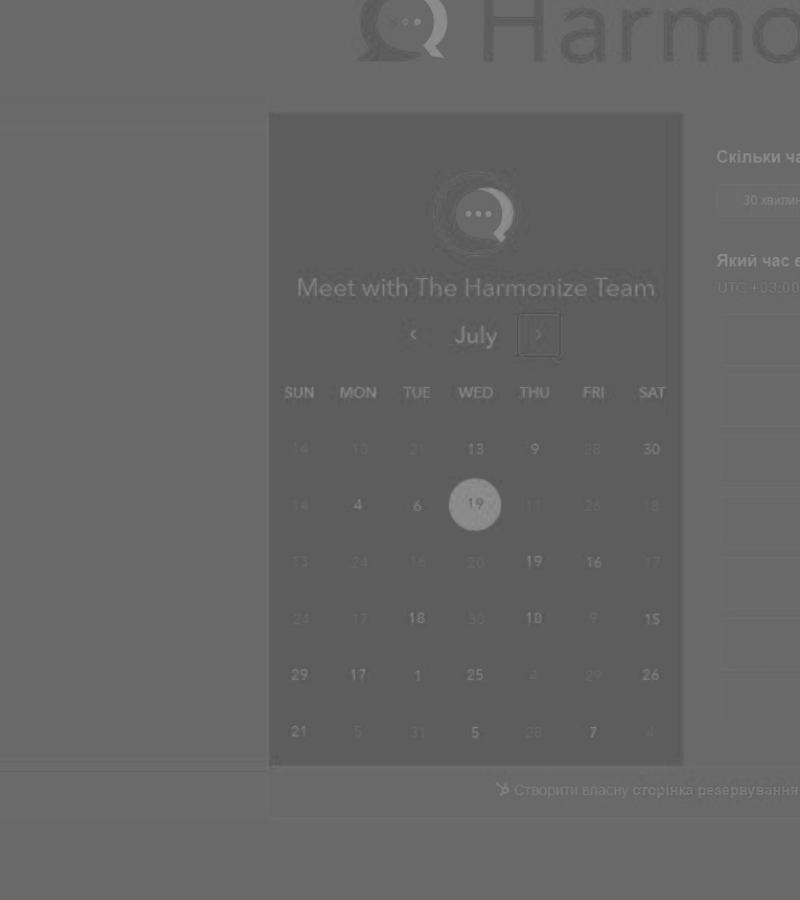 Harmo
Meet with The Harmonize Team
July
SUN MON TUE WED THU FRI SAT
14 10 21 13 9 28 30
14 4 6 19 11 26 18
13 24 16 20 19 16 17
24 17 18 30 10 9 15
29 17 1 25 4 29 26
21 5 31 5 28 7 4
Скільки ча
30 хвилин
Який час є
UTC +03:00
Створити власну сторінка резервування